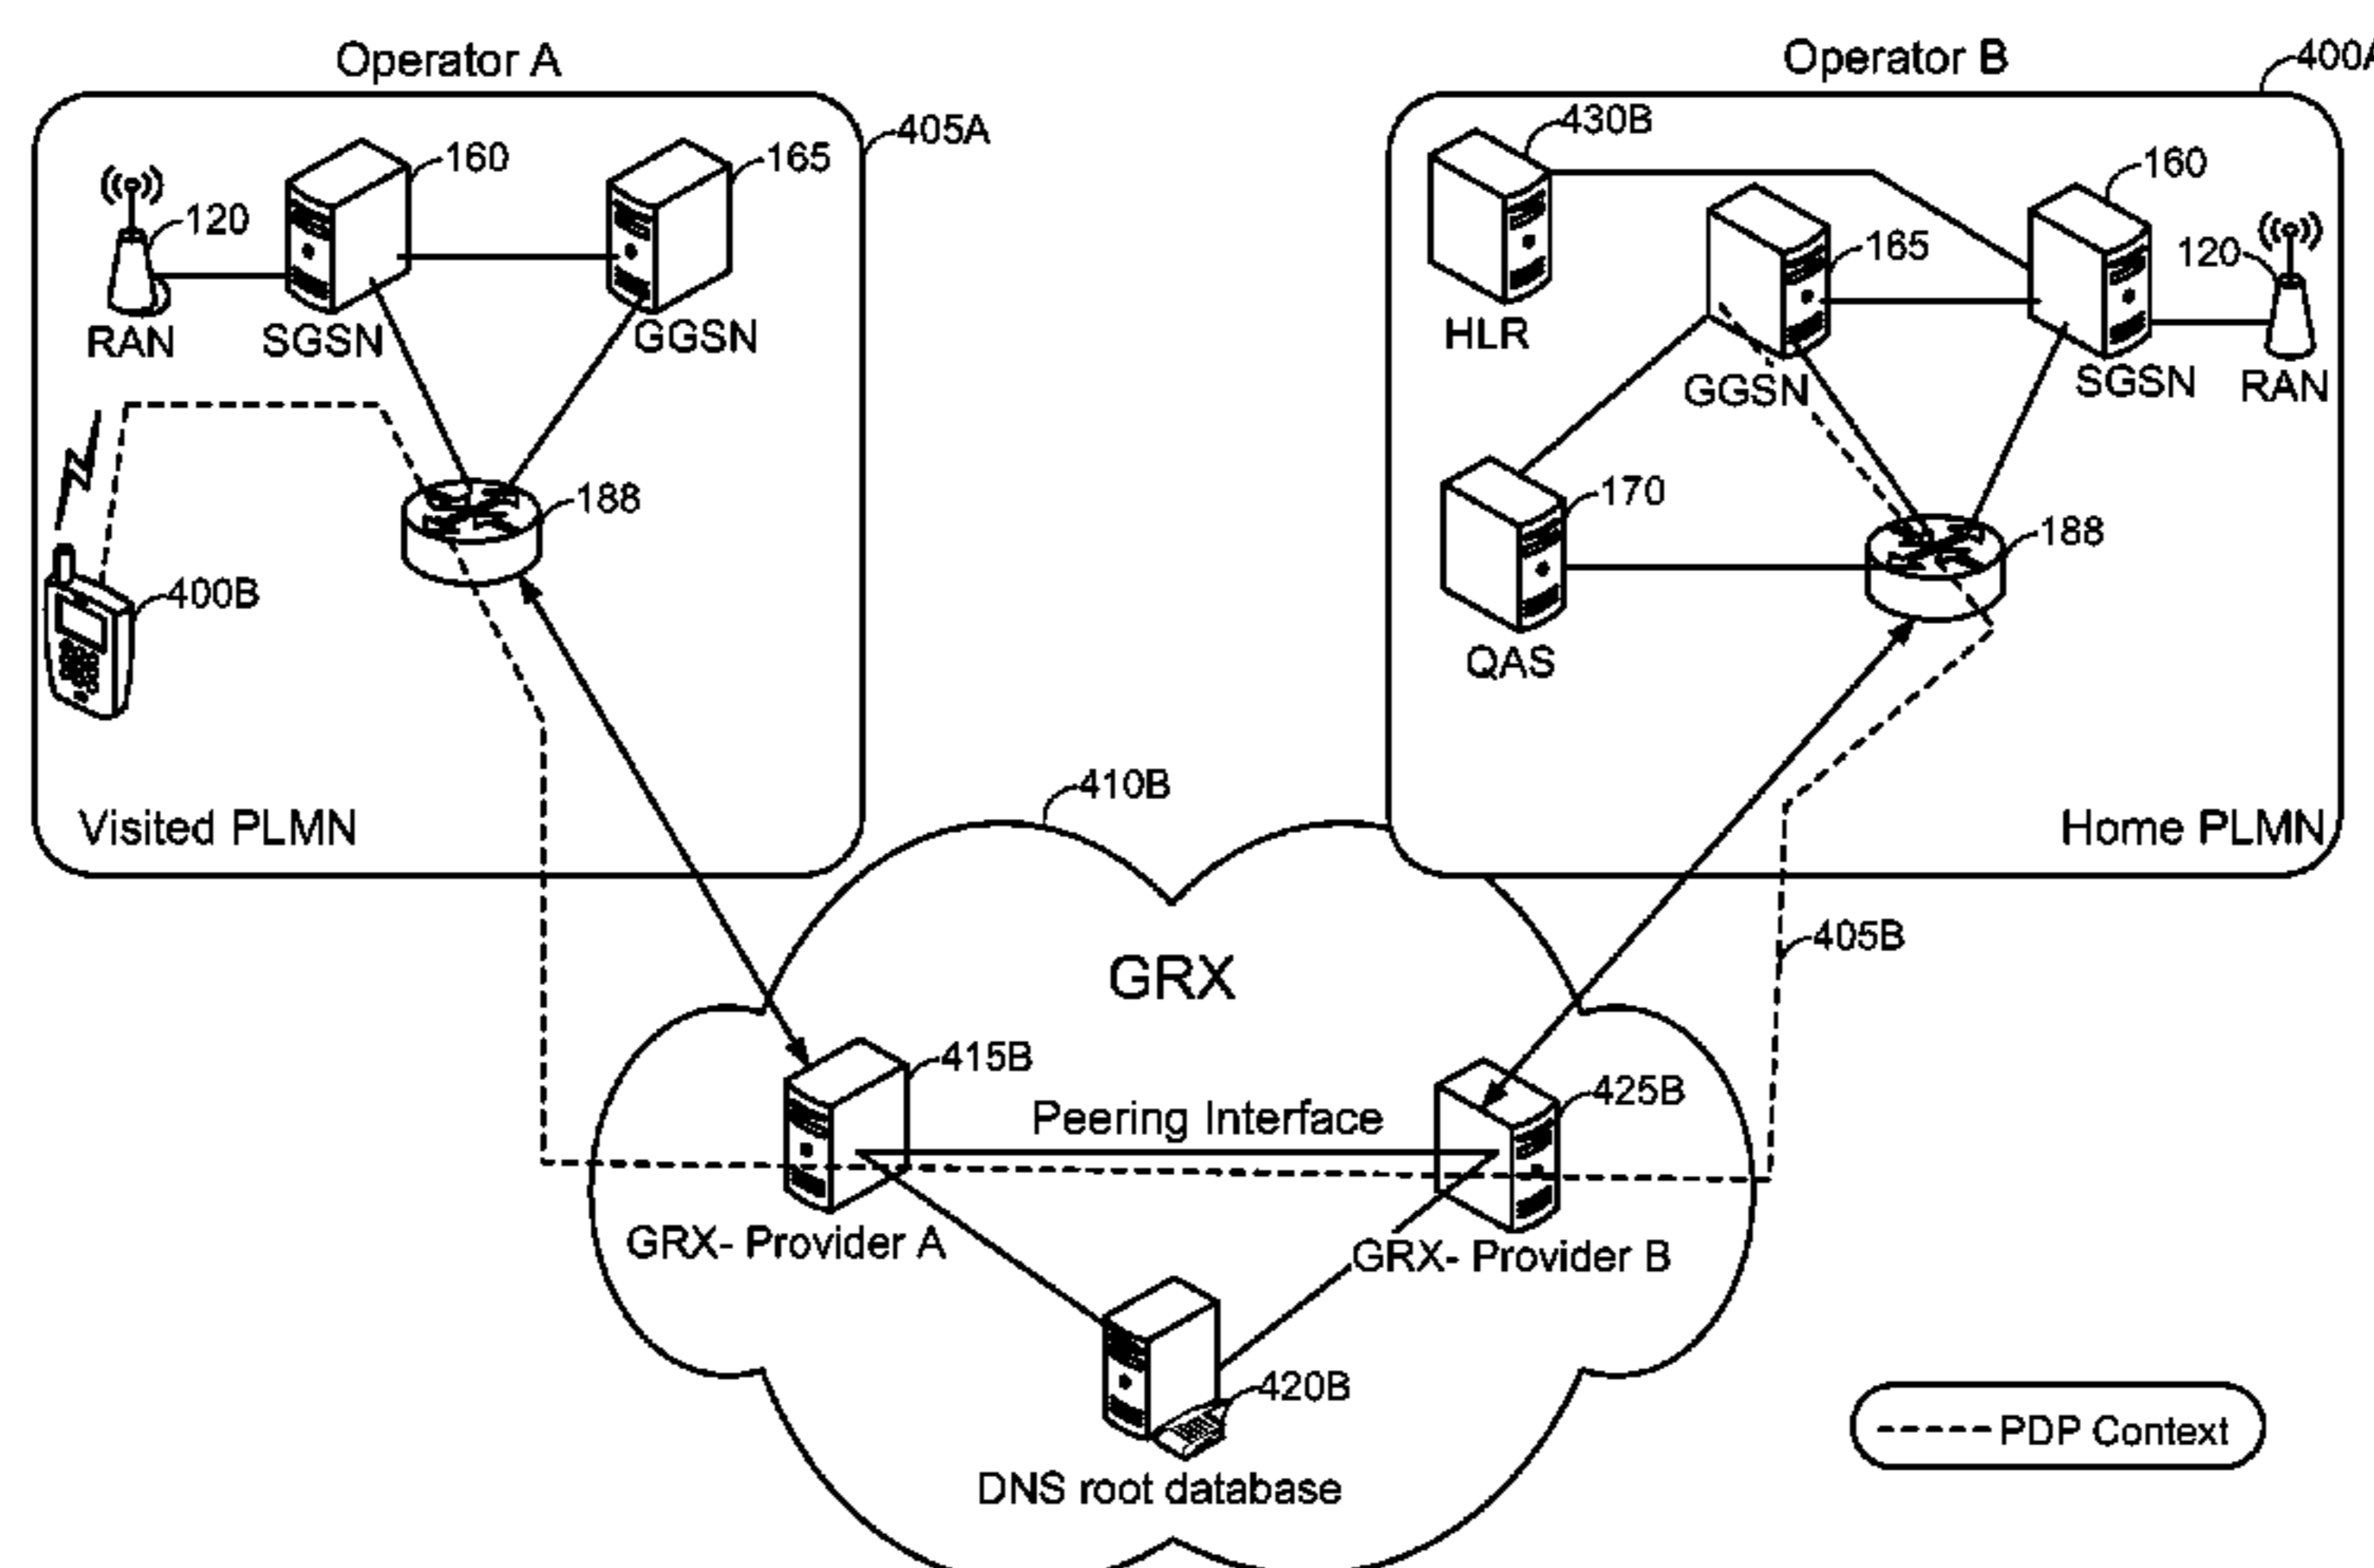 Operator A
405A
160
165
120
RAN
SGSN
GGSN
188
400B
Visited PLMN
Operator B
400A
430B
160
165
120
HLR
GGSN
SGSN
RAN
170
188
QAS
Home PLMN
410B
405B
GRX
415B
425B
Peering Interface
GRX- Provider A
GRX- Provider B
420B
DNS root database
PDP Context